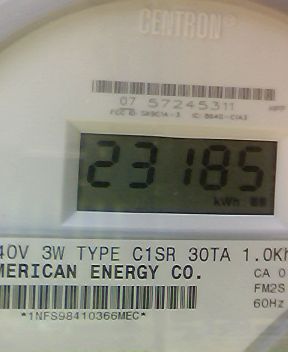 CENTRON®
07 57245311
23185
kWh
40V 3W TYPE C1SR 30TA 1.0Kh
MERICAN ENERGY CO.
CA 0
FM2S
60Hz
*1NFS98410366MEC*